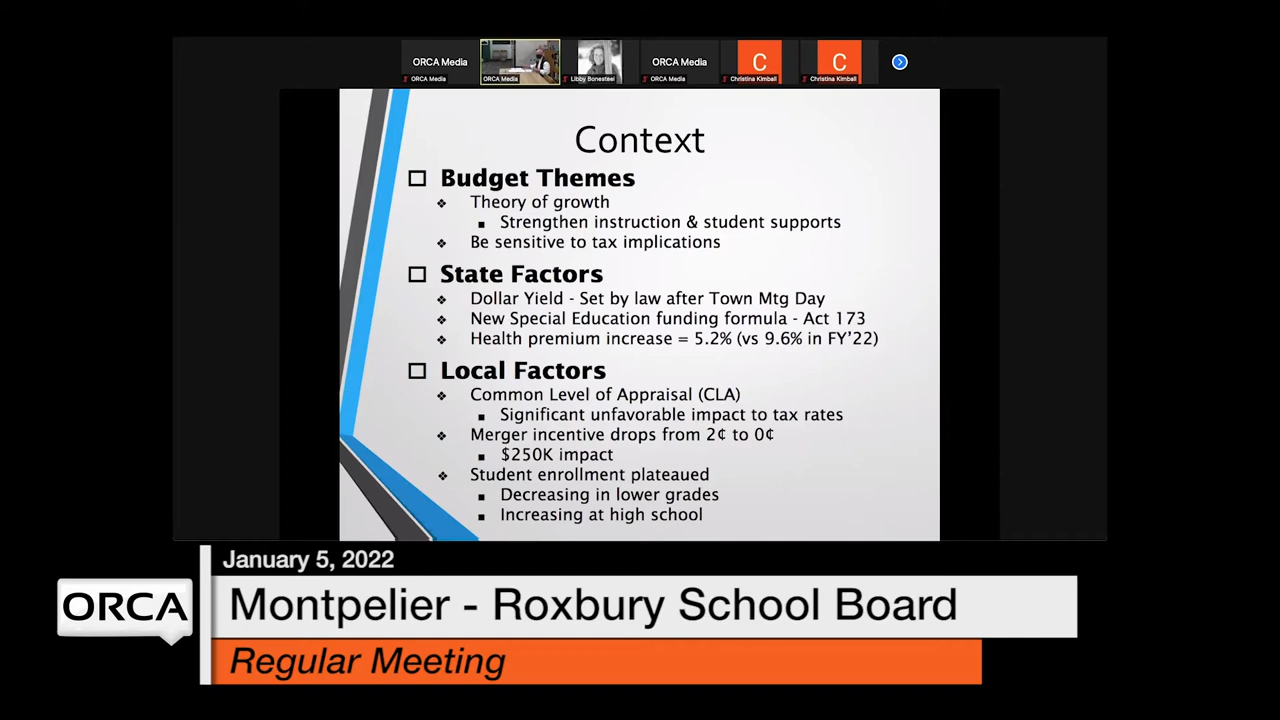 ORCA Media
ORCA Media
C
C
ORCA Media
ORCA Media
Libby Bonesteel
ORCA Media
Christina Kimball
Christina Kimball
Context
Budget Themes
Theory of growth
Strengthen instruction & student supports
Be sensitive to tax implications
State Factors
Dollar Yield - Set by law after Town Mtg Day
New Special Education funding formula - Act 173
Health premium increase = 5.2% (vs 9.6% in FY'22)
Local Factors
Common Level of Appraisal (CLA)
Significant unfavorable impact to tax rates
Merger incentive drops from 2¢ to 0¢
$250K impact
Student enrollment plateaued
Decreasing in lower grades
Increasing at high school
January 5, 2022
ORCA
Montpelier - Roxbury School Board
Regular Meeting